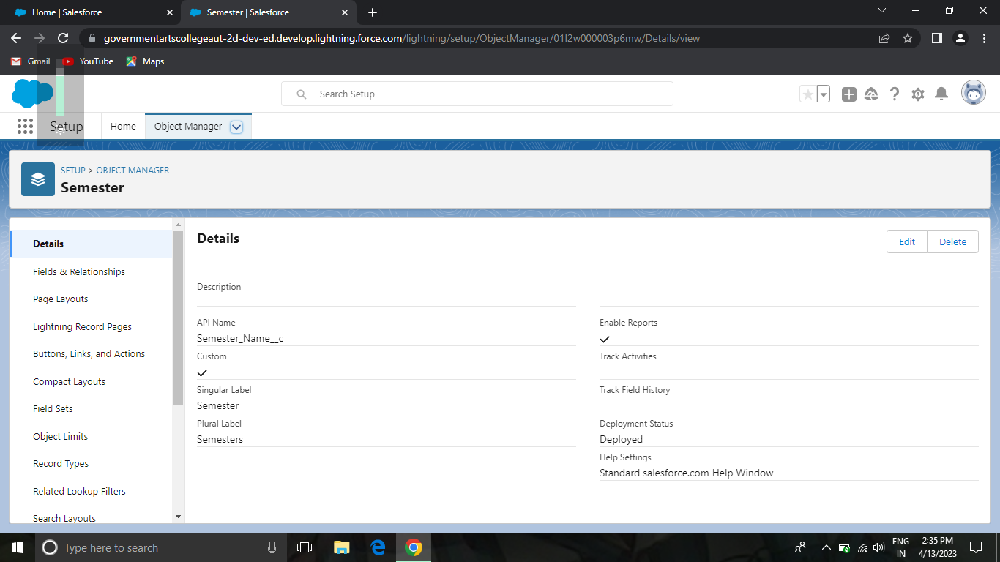 Home | Salesforce
Semester | Salesforce
governmentartscollegeaut-2d-dev-ed.develop.lightning.force.com/lightning/setup/ObjectManager/01I2w000003p6mw/Details/view
Gmail YouTube Maps
Search Setup
Setup Home Object Manager
SETUP > OBJECT MANAGER
Semester
Details
Fields & Relationships
Page Layouts
Lightning Record Pages
Buttons, Links, and Actions
Compact Layouts
Field Sets
Object Limits
Record Types
Related Lookup Filters
Search Layouts
Details
Edit Delete
Description
API Name
Semester_Name__c
Custom
Singular Label
Semester
Plural Label
Semesters
Enable Reports
Track Activities
Track Field History
Deployment Status
Deployed
Help Settings
Standard salesforce.com Help Window
Type here to search
ENG
IN
2:35 PM
4/13/2023